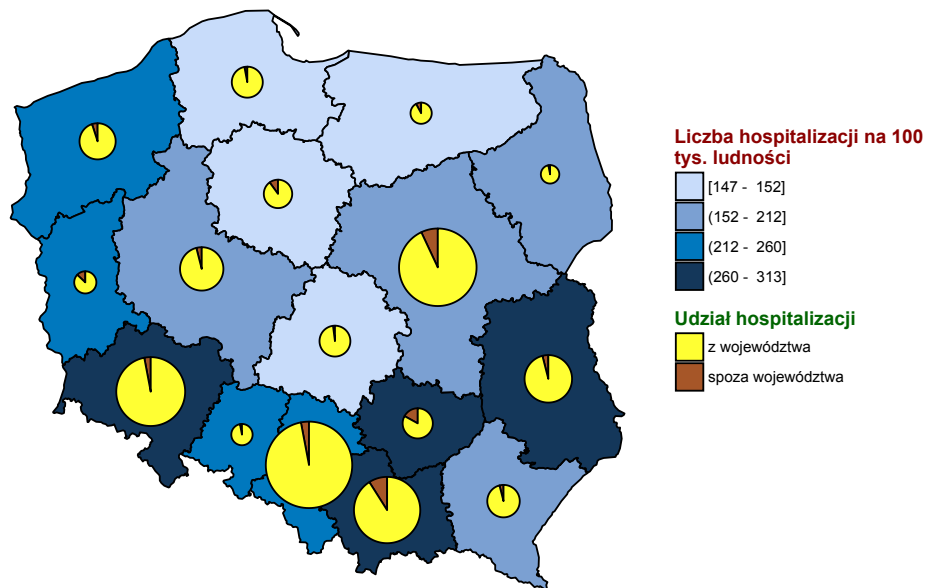 Liczba hospitalizacji na 100
tys. ludności
[147 - 152]
(152 - 212]
(212 - 260]
(260 - 313]
Udział hospitalizacji
z województwa
spoza województwa